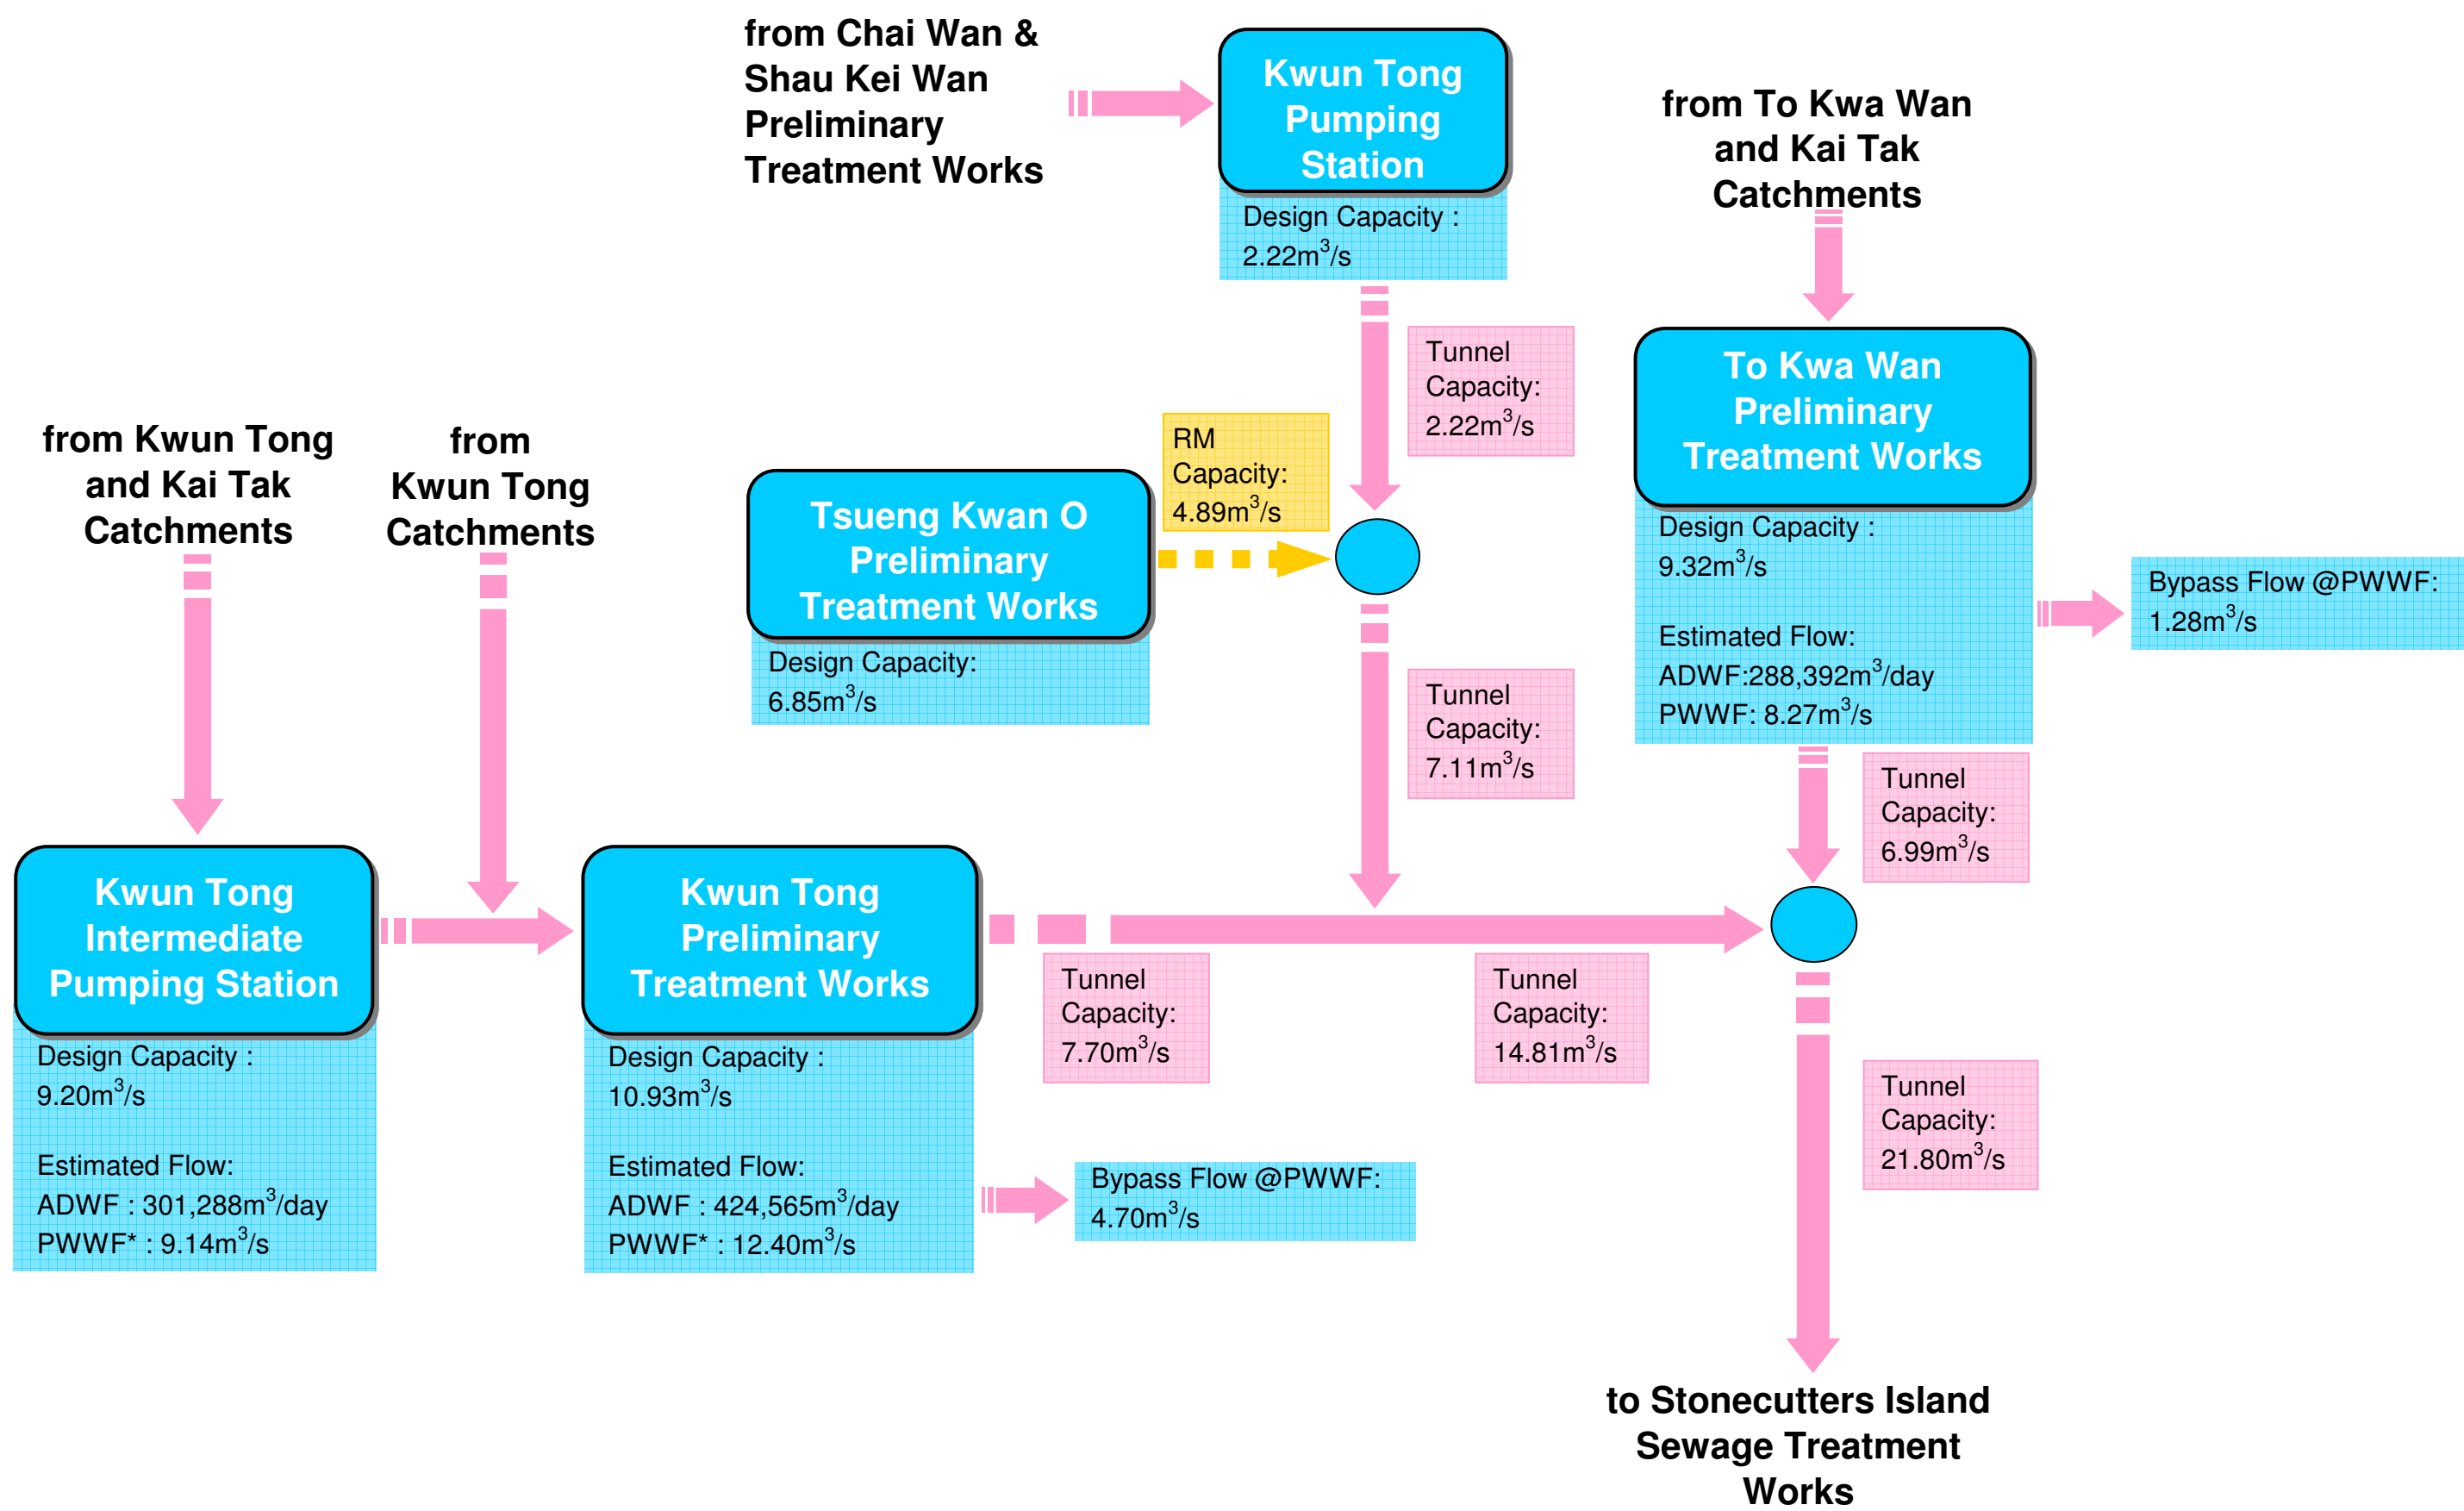 from Chai Wan &
Shau Kei Wan
Preliminary
Treatment Works
Kwun Tong
Pumping
Station
Design Capacity :
2.22m³/s
from To Kwa Wan
and Kai Tak
Catchments
Tunnel
Capacity:
2.22m³/s
To Kwa Wan
Preliminary
Treatment Works
Design Capacity :
9.32m³/s
Estimated Flow:
ADWF:288,392m³/day
PWWF: 8.27m³/s
Bypass Flow @PWWF:
1.28m³/s
from Kwun Tong
and Kai Tak
Catchments
from
Kwun Tong
Catchments
RM
Capacity:
4.89m³/s
Tsueng Kwan O
Preliminary
Treatment Works
Design Capacity:
6.85m³/s
Tunnel
Capacity:
7.11m³/s
Tunnel
Capacity:
6.99m³/s
Kwun Tong
Intermediate
Pumping Station
Design Capacity :
9.20m³/s
Estimated Flow:
ADWF : 301,288m³/day
PWWF* : 9.14m³/s
Kwun Tong
Preliminary
Treatment Works
Design Capacity :
10.93m³/s
Estimated Flow:
ADWF : 424,565m³/day
PWWF* : 12.40m³/s
Tunnel
Capacity:
7.70m³/s
Tunnel
Capacity:
14.81m³/s
Bypass Flow @PWWF:
4.70m³/s
Tunnel
Capacity:
21.80m³/s
to Stonecutters Island
Sewage Treatment
Works